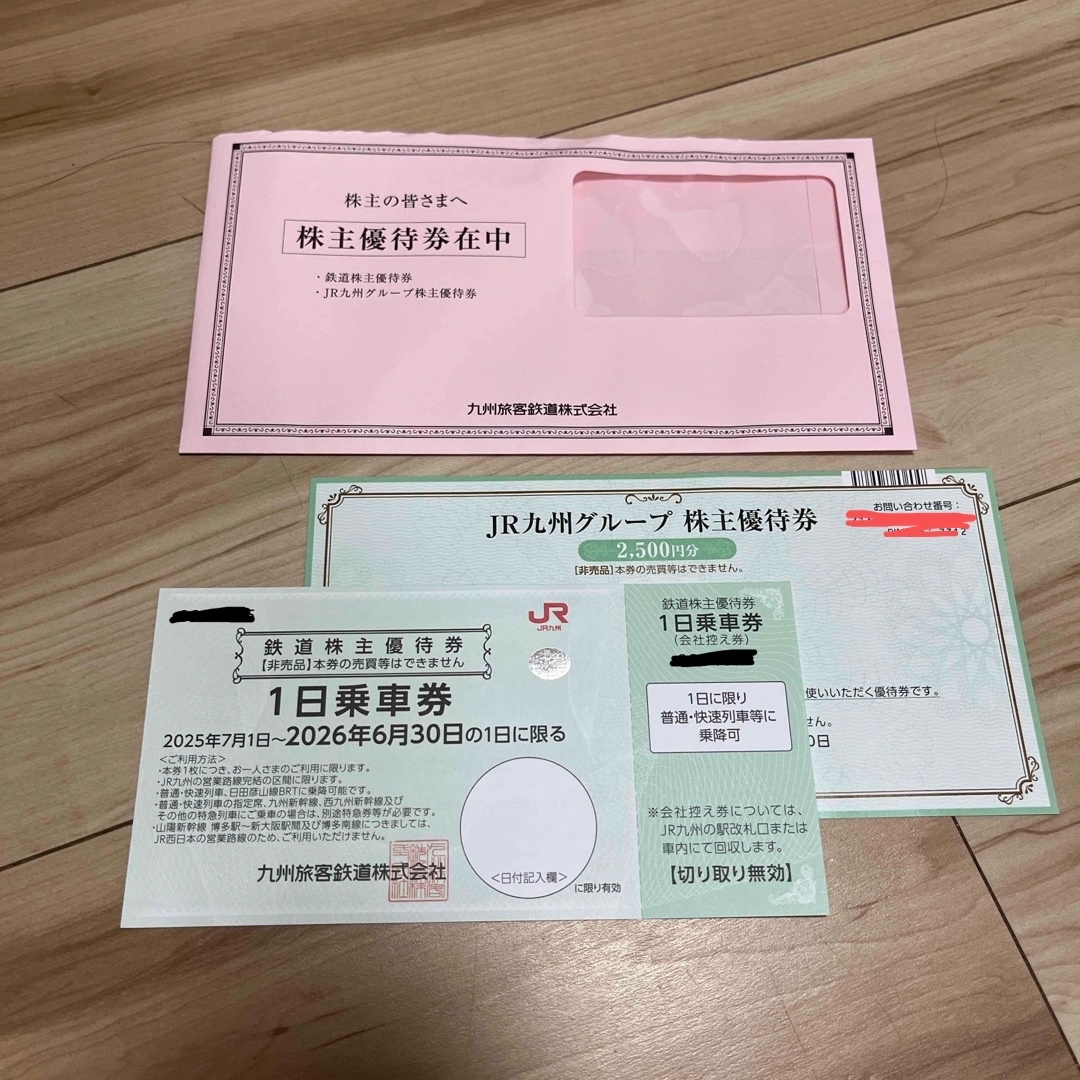 株主の皆さまへ
株主優待券在中
・鉄道株主優待券
・JR九州グループ株主優待券
九州旅客鉄道株式会社
JR九州グループ 株主優待券
2,500円分
[非売品]本券の売買等はできません。
お問い合わせ番号：
使いいただく優待券です。
せん。
0日
JR
JR九州
鉄道株主優待券
【非売品】本券の売買等はできません
1日乗車券
2025年7月1日～2026年6月30日の1日に限る
＜ご利用方法＞
・本券1枚につき、お一人さまのご利用に限ります。
・JR九州の営業路線完結の区間に限ります。
・普通・快速列車、日田彦山線BRTに乗降可能です。
・普通・快速列車の指定席、九州新幹線、西九州新幹線及び
その他の特急列車にご乗車の場合は、別途特急券等が必要です。
・山陽新幹線 博多駅～新大阪駅間及び博多南線につきましては、
JR西日本の営業路線のため、ご利用いただけません。
九州旅客鉄道株式会社
＜日付記入欄＞
に限り有効
鉄道株主優待券
1日乗車券
(会社控え券)
1日に限り
普通・快速列車等に
乗降可
※会社控え券については、
JR九州の駅改札口または
車内にて回収します。
【切り取り無効】